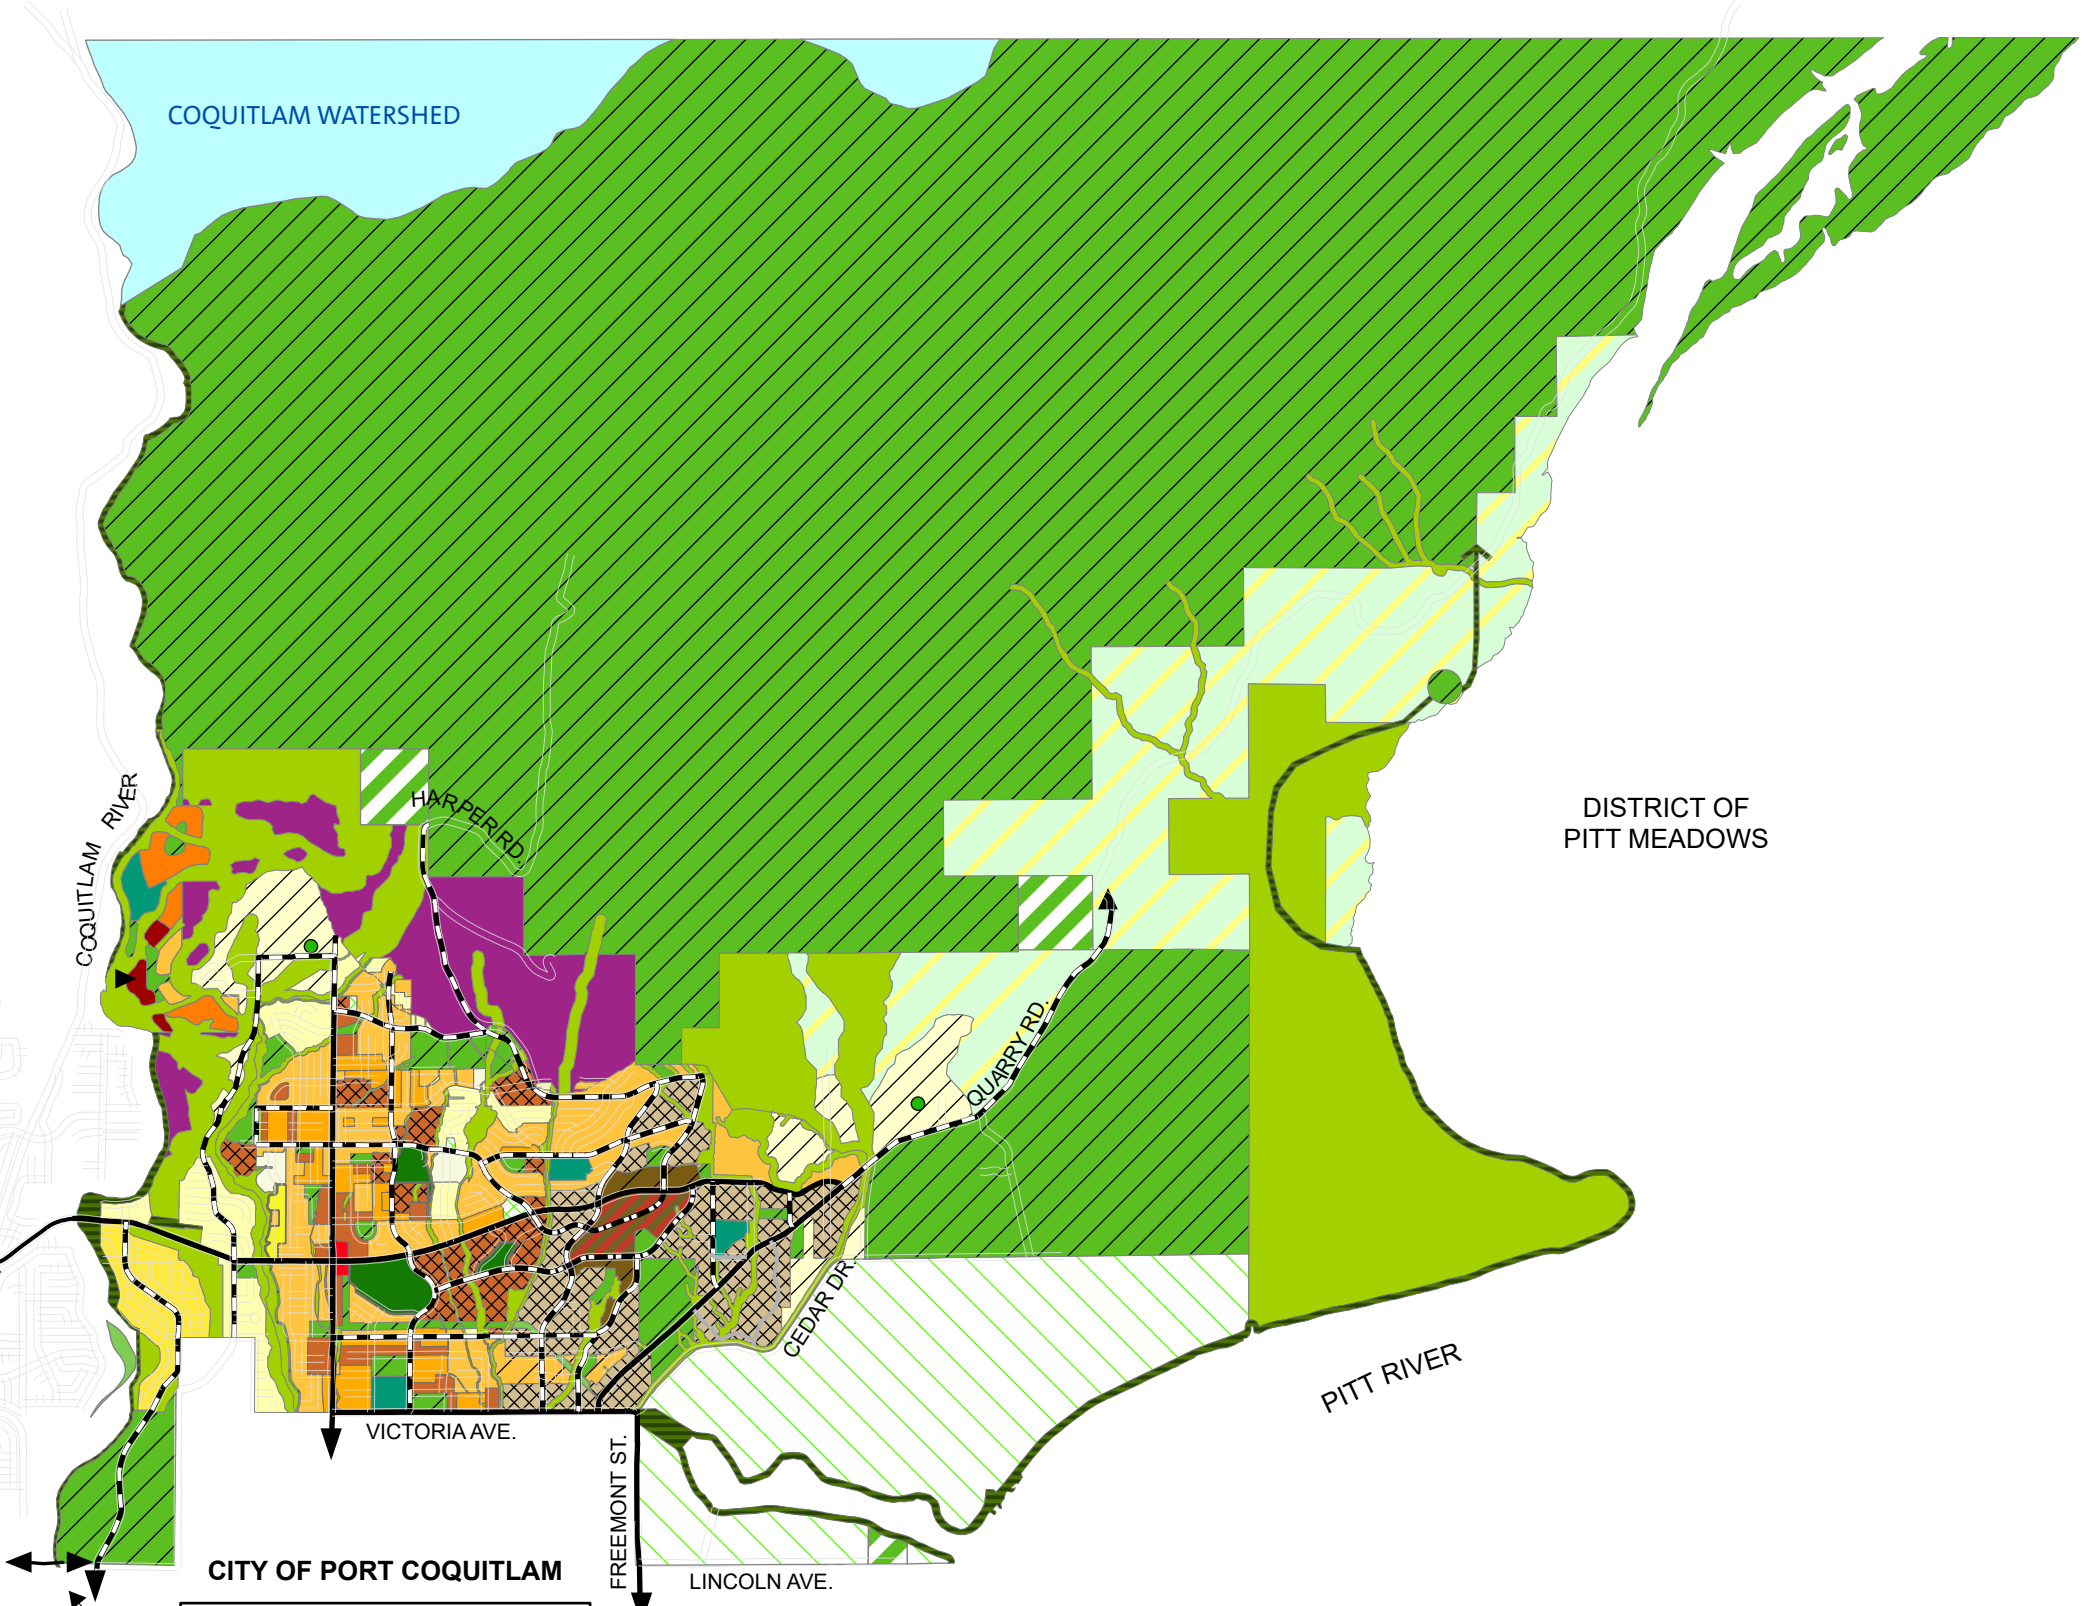 COQUITLAM WATERSHED
HARPER RD.
COQUITLAM RIVER
DISTRICT OF
PITT MEADOWS
QUARRY RD.
CEDAR DR.
PITT RIVER
VICTORIA AVE.
FREEMONT ST.
CITY OF PORT COQUITLAM
LINCOLN AVE.